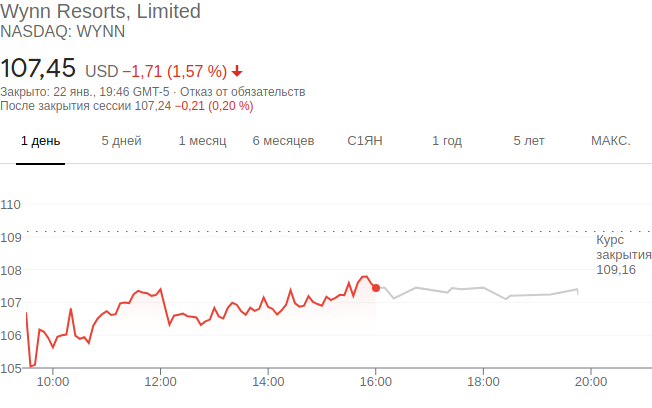 Wynn Resorts, Limited
NASDAQ: WYNN
107,45 USD −1,71 (1,57 %)
Закрыто: 22 янв., 19:46 GMT-5 · Отказ от обязательств
После закрытия сессии 107,24 −0,21 (0,20 %)
1 день 5 дней 1 месяц 6 месяцев С1ЯН 1 год 5 лет МАКС.
110
109
Курс
закрытия
109,16
108
107
106
105
10:00 12:00 14:00 16:00 18:00 20:00